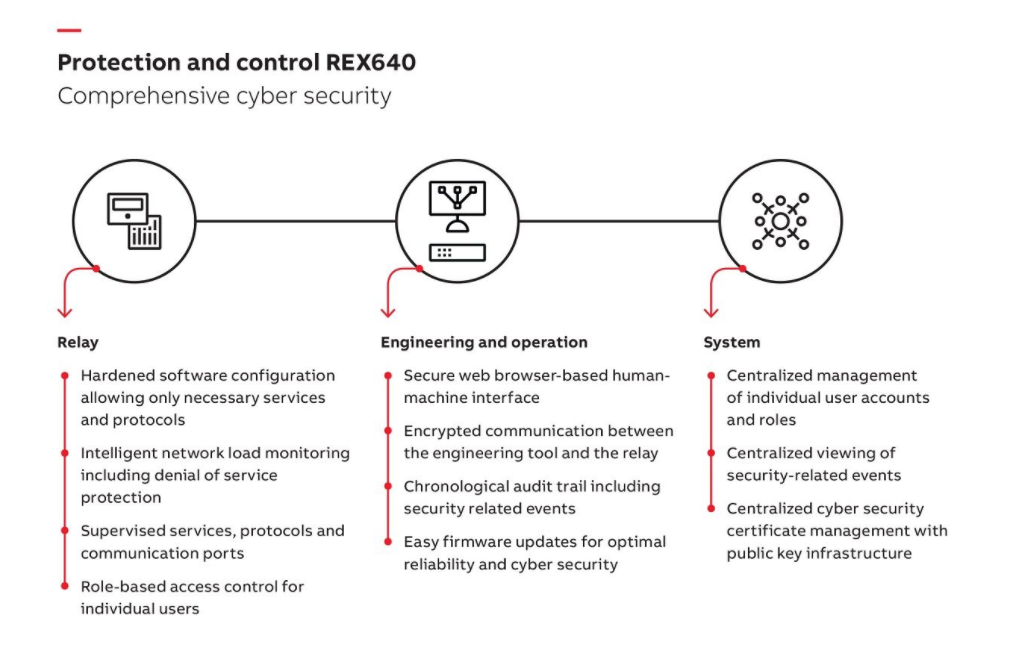 Protection and control REX640
Comprehensive cyber security
Relay
Hardened software configuration
allowing only necessary services
and protocols
Intelligent network load monitoring
including denial of service
protection
Supervised services, protocols and
communication ports
Role-based access control for
individual users
Engineering and operation
Secure web browser-based human-
machine interface
Encrypted communication between
the engineering tool and the relay
Chronological audit trail including
security related events
Easy firmware updates for optimal
reliability and cyber security
System
Centralized management
of individual user accounts
and roles
Centralized viewing of
security-related events
Centralized cyber security
certificate management with
public key infrastructure